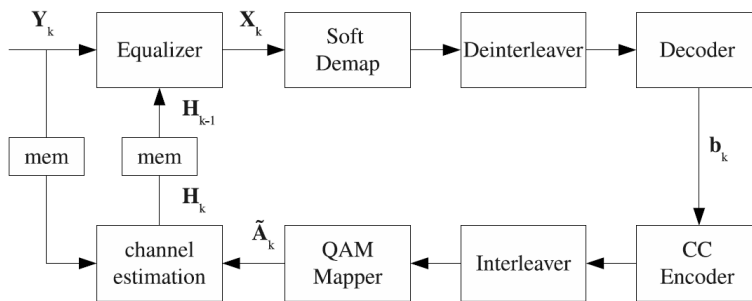 Y_k
X_k
Equalizer
Soft
Demap
Deinterleaver
Decoder
H_{k-1}
mem
mem
b_k
H_k
Ã_k
channel
estimation
QAM
Mapper
Interleaver
CC
Encoder